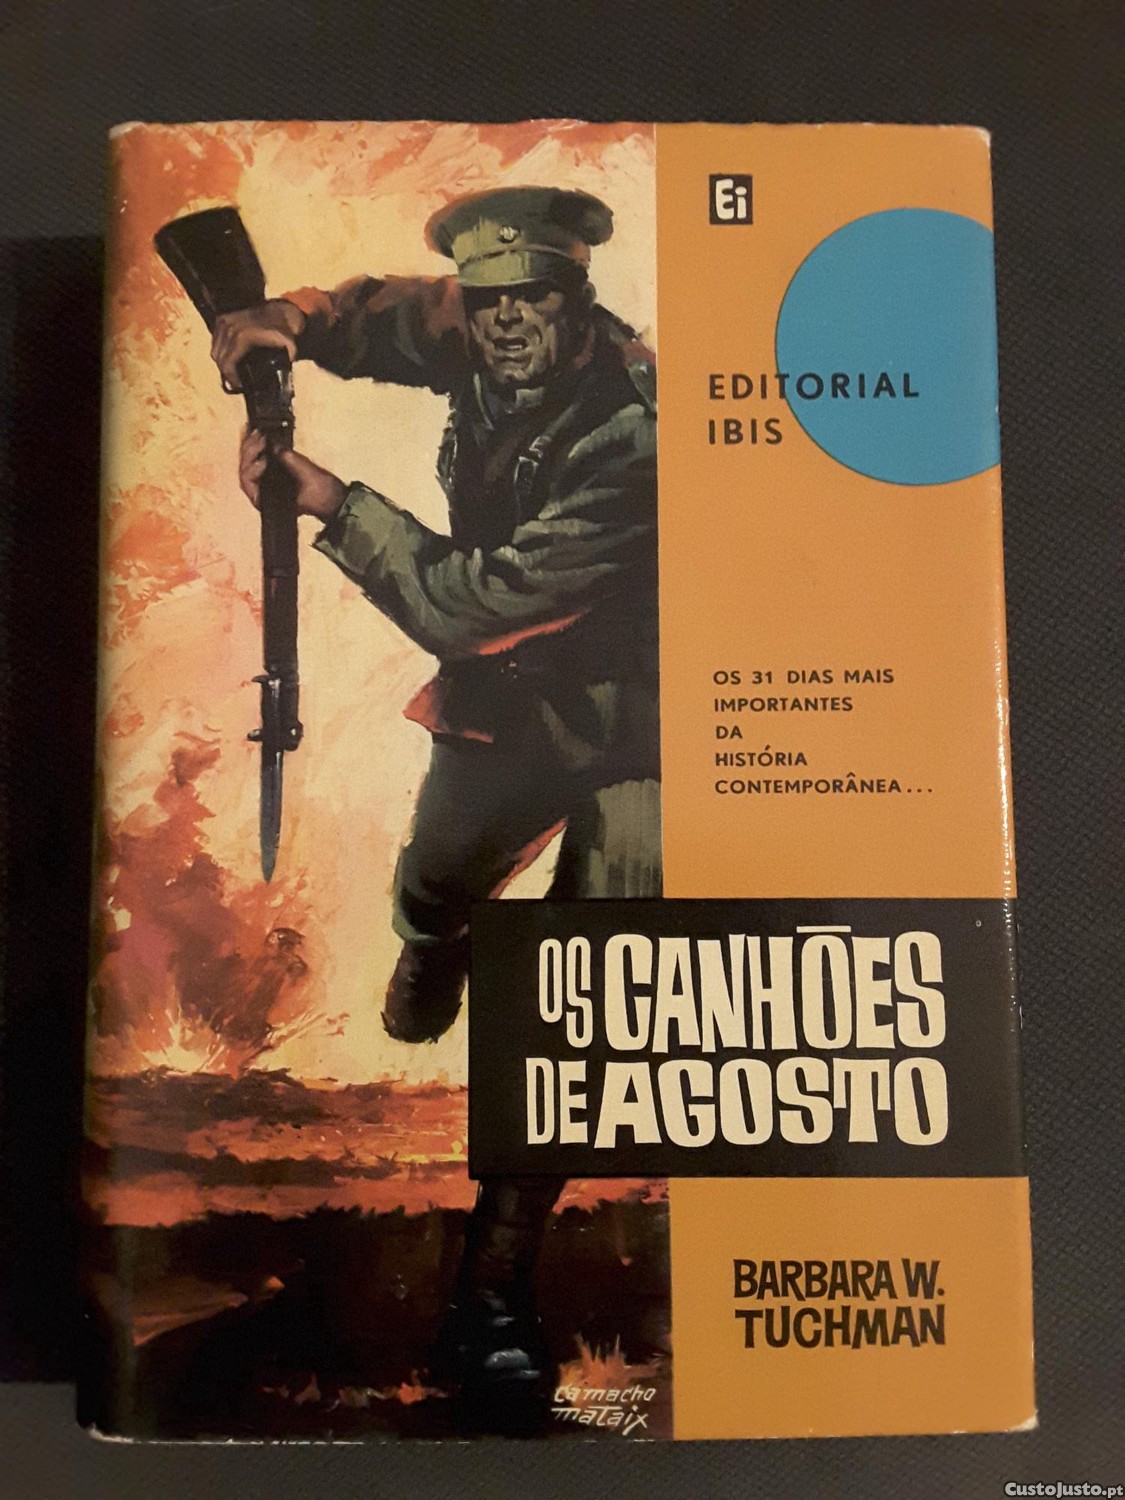 Ei
EDITORIAL
IBIS
OS 31 DIAS MAIS
IMPORTANTES
DA
HISTÓRIA
CONTEMPORÂNEA...
OS CANHÕES
DE AGOSTO
BARBARA W.
TUCHMAN
camacho
mataix
CustoJusto.pt